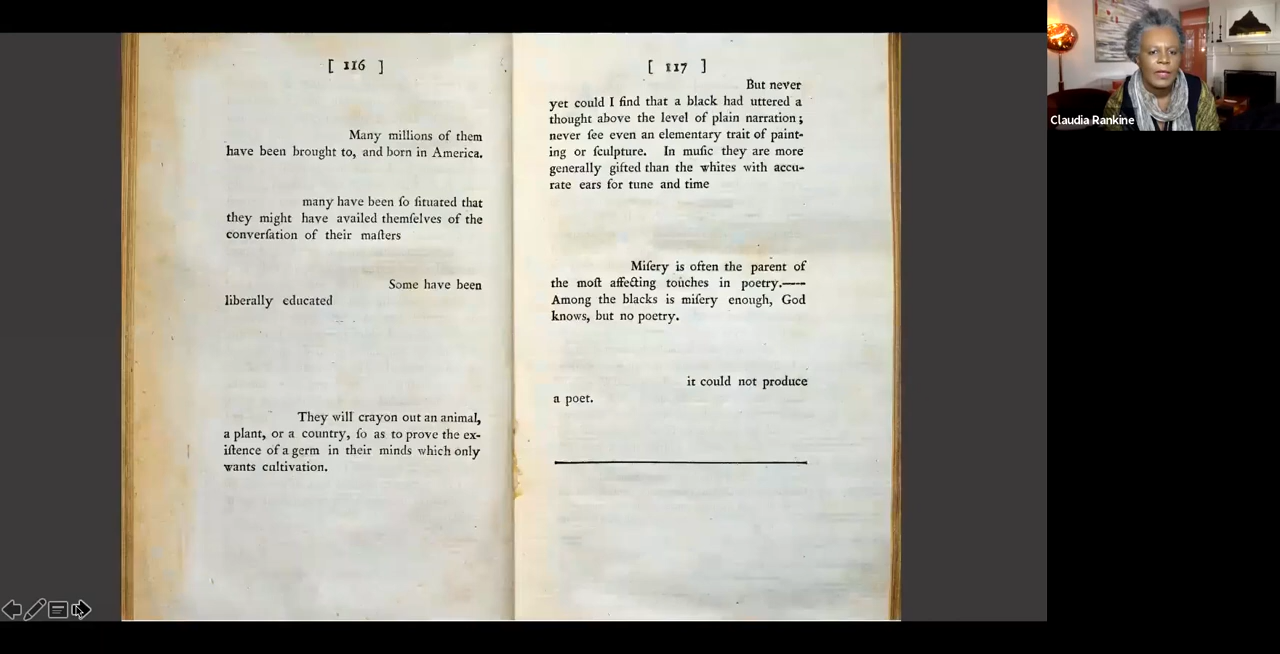 [ 116 ]
Many millions of them
have been brought to, and born in America.
many have been ſo ſituated that
they might have availed themſelves of the
converſation of their maſters
Some have been
liberally educated
They will crayon out an animal,
a plant, or a country, ſo as to prove the ex-
iſtence of a germ in their minds which only
wants cultivation.
[ 117 ]
But never
yet could I find that a black had uttered a
thought above the level of plain narration;
never ſee even an elementary trait of paint-
ing or ſculpture. In muſic they are more
generally gifted than the whites with accu-
rate ears for tune and time
Miſery is often the parent of
the moſt affecting touches in poetry.——
Among the blacks is miſery enough, God
knows, but no poetry.
it could not produce
a poet.
Claudia Rankine